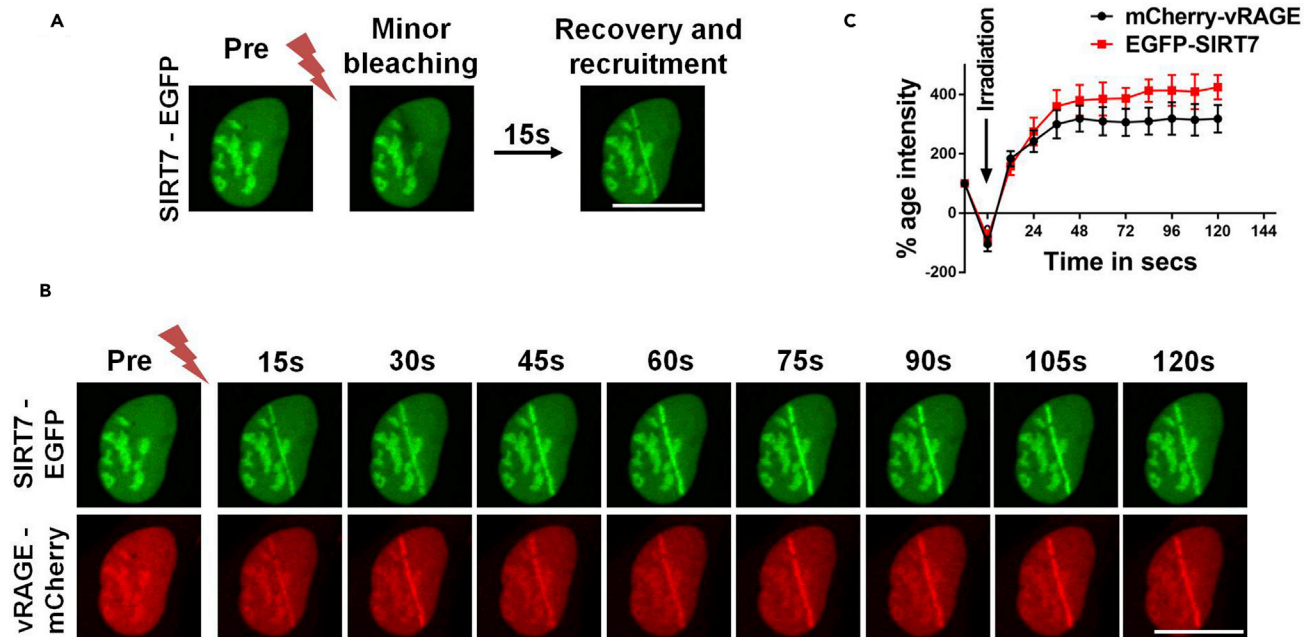 A
Pre
Minor
bleaching
Recovery and
recruitment
SIRT7 - EGFP
15s
C
mCherry-vRAGE
EGFP-SIRT7
Irradiation
% age intensity
400
200
0
-200
0
24
48
72
96
120
144
Time in secs
B
Pre
15s
30s
45s
60s
75s
90s
105s
120s
SIRT7 -
EGFP
vRAGE -
mCherry